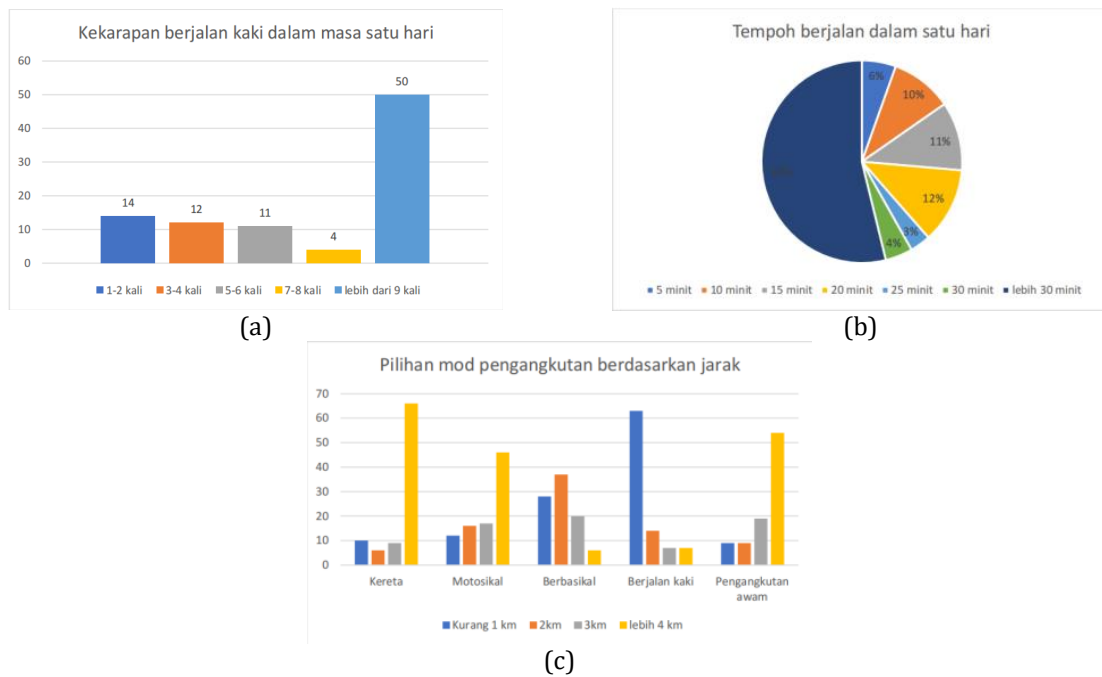 Kekarapan berjalan kaki dalam masa satu hari
60
50
40
30
20
10
0
14
12
11
4
50
1-2 kali 3-4 kali 5-6 kali 7-8 kali lebih dari 9 kali
(a)
Tempoh berjalan dalam satu hari
6%
10%
11%
12%
3%
4%
5 minit 10 minit 15 minit 20 minit 25 minit 30 minit lebih 30 minit
(b)
Pilihan mod pengangkutan berdasarkan jarak
70
60
50
40
30
20
10
0
Kereta Motosikal Berbasikal Berjalan kaki Pengangkutan
awam
Kurang 1 km 2km 3km lebih 4 km
(c)